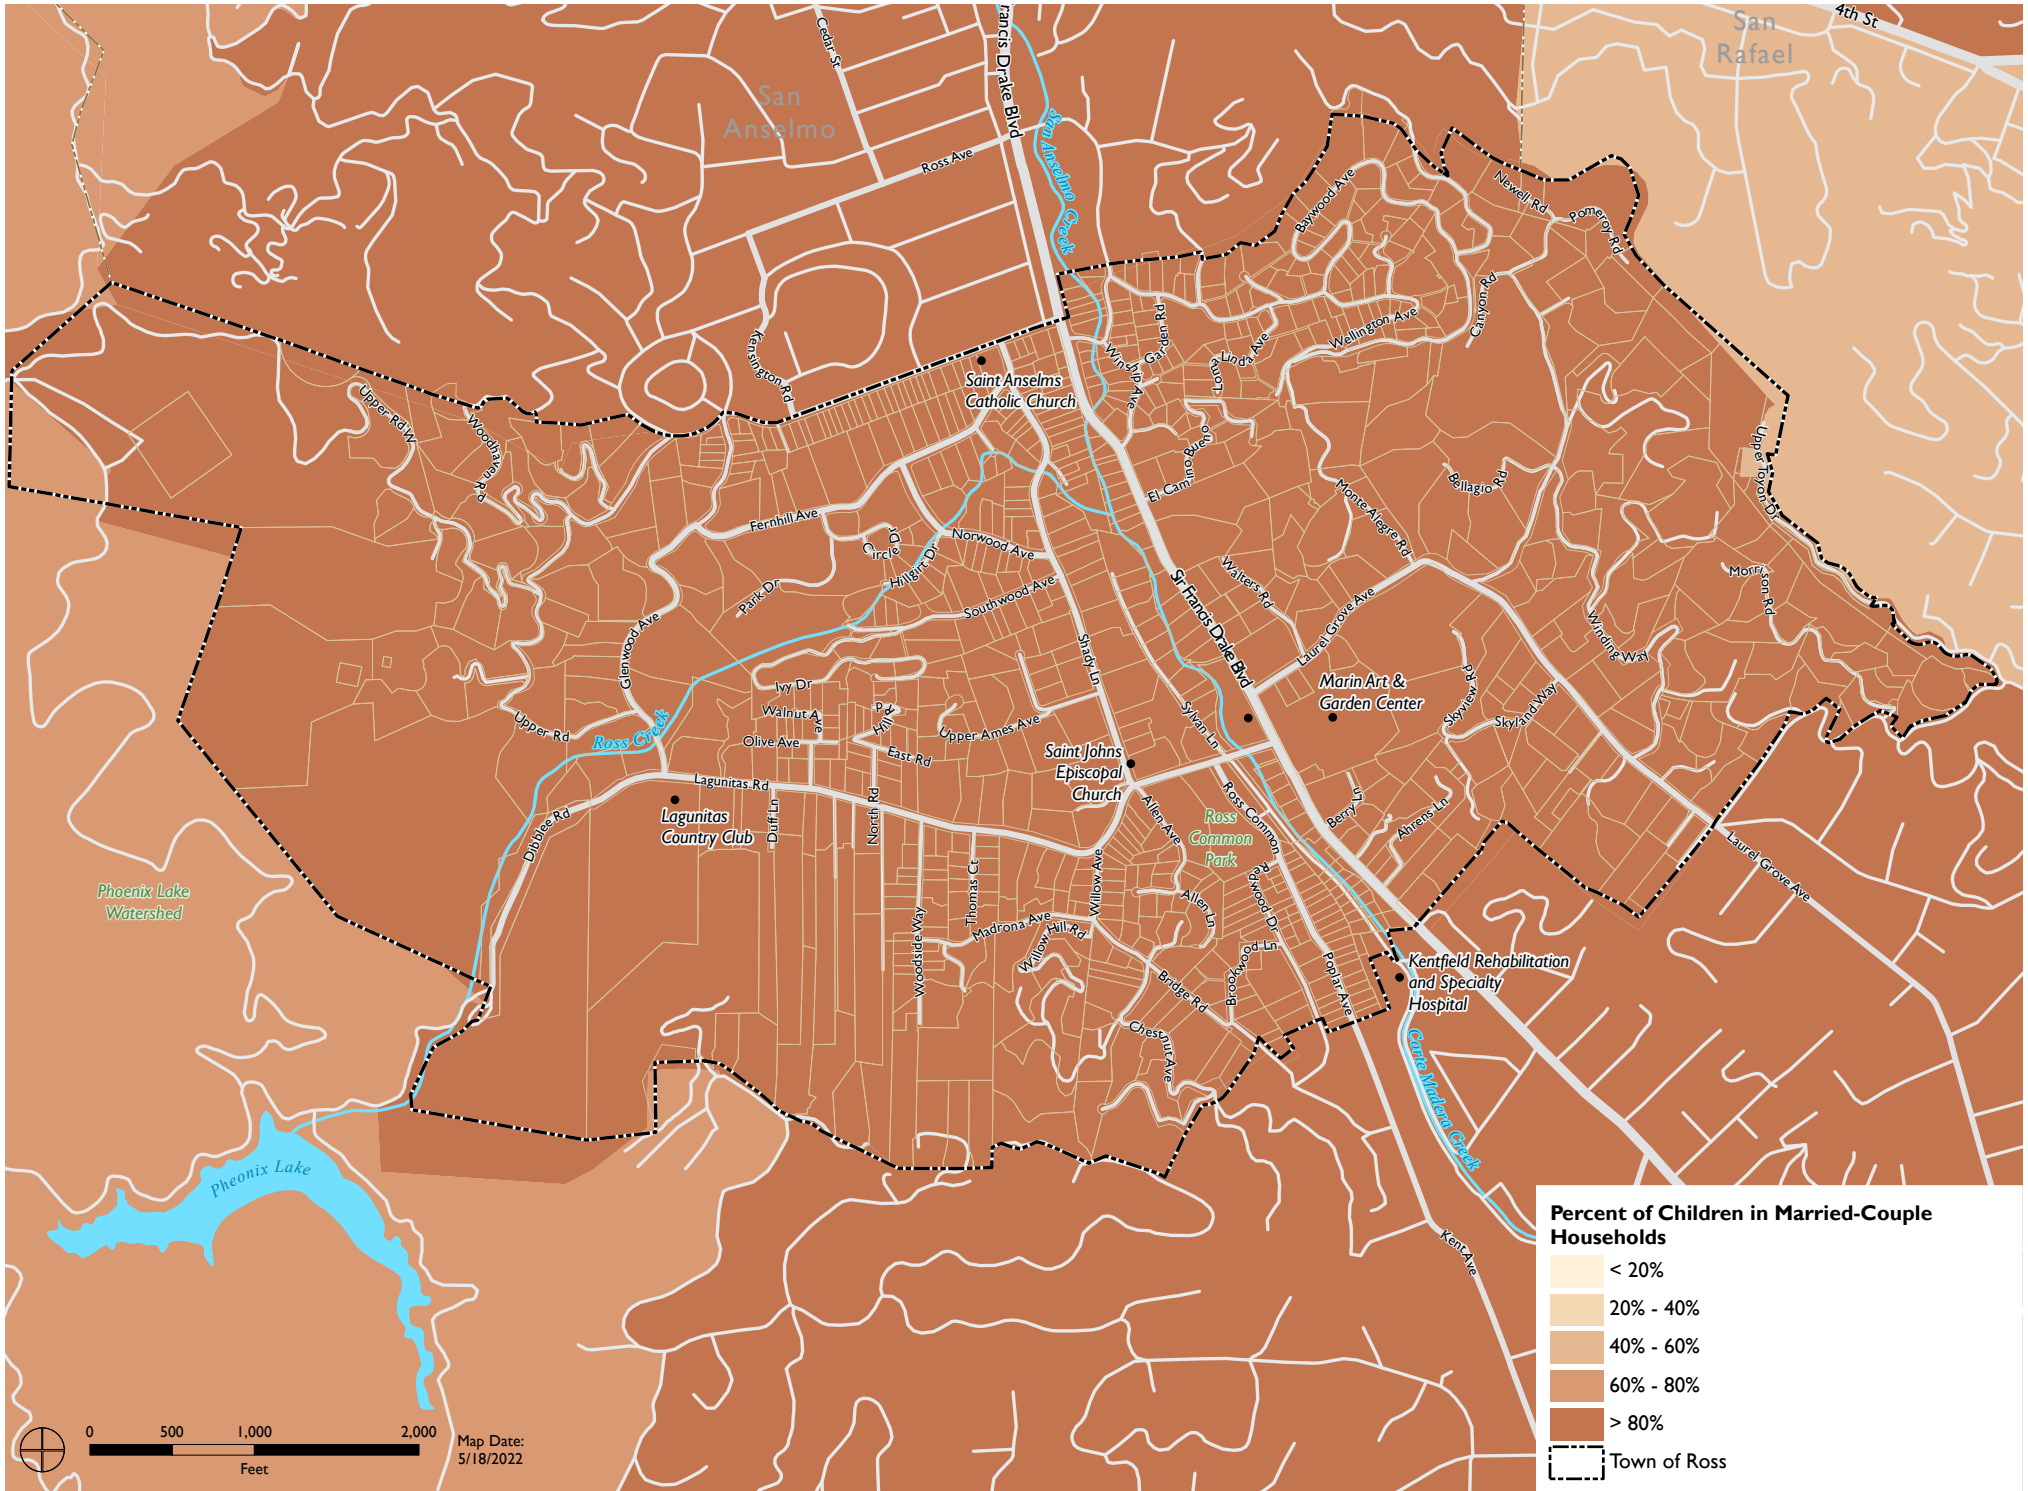 Cedar St
Francis Drake Blvd
4th St
San
Rafael
San
Anselmo
San Anselmo Creek
Ross Ave
Baywood Ave
Newell Rd
Pomeroy Rd
Canyon Rd
Kensington Rd
Garden Rd
Winship Ave
Loma Linda Ave
Wellington Ave
Saint Anselms
Catholic Church
Upper Rd W
Woodhaven Rd
El Camino Bueno
Bellagio Rd
Upper Toyon Dr
Monte Alegre Rd
Fernhill Ave
Circle Dr
Norwood Ave
Hillgirt Dr
Park Dr
Southwood Ave
Walters Rd
Sir Francis Drake Blvd
Laurel Grove Ave
Morrison Rd
Winding Way
Glenwood Ave
Shady Ln
Ivy Dr
Walnut Ave
Hill Rd
Upper Ames Ave
Sylvan Ln
Marin Art &
Garden Center
Skyview Rd
Skyland Way
Upper Rd
Ross Creek
Olive Ave
East Rd
Saint Johns
Episcopal
Church
Lagunitas Rd
Lagunitas
Country Club
Duff Ln
North Rd
Dibblee Rd
Allen Ave
Ross Common
Ross
Common
Park
Berry Ln
Ahrens Ln
Laurel Grove Ave
Phoenix Lake
Watershed
Thomas Ct
Willow Ave
Redwood Dr
Allen Ln
Woodside Way
Madrona Ave
Willow Hill Rd
Brookwood Ln
Bridge Rd
Poplar Ave
Kentfield Rehabilitation
and Specialty
Hospital
Chestnut Ave
Corte Madera Creek
Pheonix Lake
Kent Ave
Percent of Children in Married-Couple
Households
< 20%
20% - 40%
40% - 60%
60% - 80%
> 80%
Town of Ross
0 500 1,000 2,000
Feet
Map Date:
5/18/2022